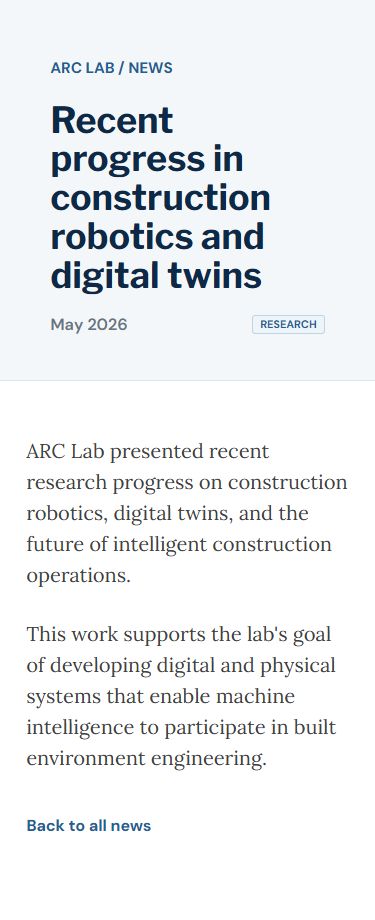 ARC LAB / NEWS
Recent
progress in
construction
robotics and
digital twins
May 2026
RESEARCH
ARC Lab presented recent
research progress on construction
robotics, digital twins, and the
future of intelligent construction
operations.
This work supports the lab's goal
of developing digital and physical
systems that enable machine
intelligence to participate in built
environment engineering.
Back to all news